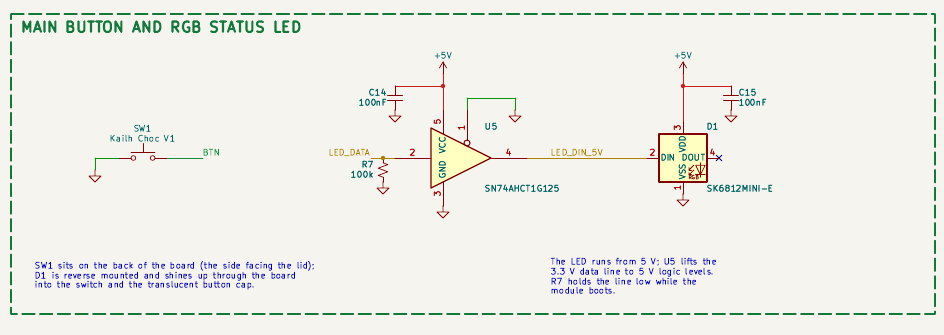 MAIN BUTTON AND RGB STATUS LED
+5V
+5V
C14
100nF
C15
100nF
5
1
U5
3
D1
SW1
Kailh Choc V1
BTN
VCC
VDD
LED_DATA
2
4
LED_DIN_5V
2
DIN
DOUT
4
R7
100k
GND
VSS
3
SN74AHCT1G125
1
SK6812MINI-E
SW1 sits on the back of the board (the side facing the lid);
D1 is reverse mounted and shines up through the board
into the switch and the translucent button cap.
The LED runs from 5 V; U5 lifts the
3.3 V data line to 5 V logic levels.
R7 holds the line low while the
module boots.